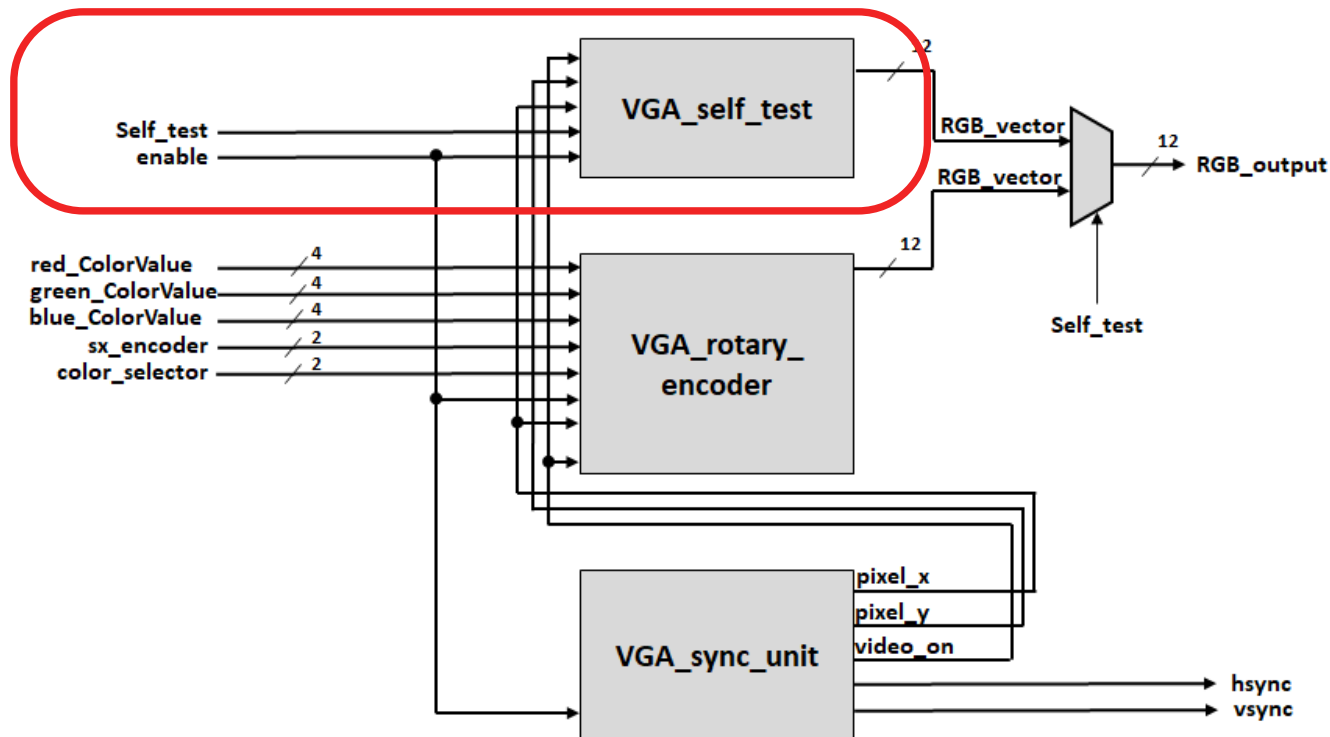 12
VGA_self_test
Self_test
enable
RGB_vector
12
RGB_output
RGB_vector
12
red_ColorValue
4
green_ColorValue
4
blue_ColorValue
4
sx_encoder
2
color_selector
2
VGA_rotary_
encoder
Self_test
pixel_x
pixel_y
video_on
VGA_sync_unit
hsync
vsync